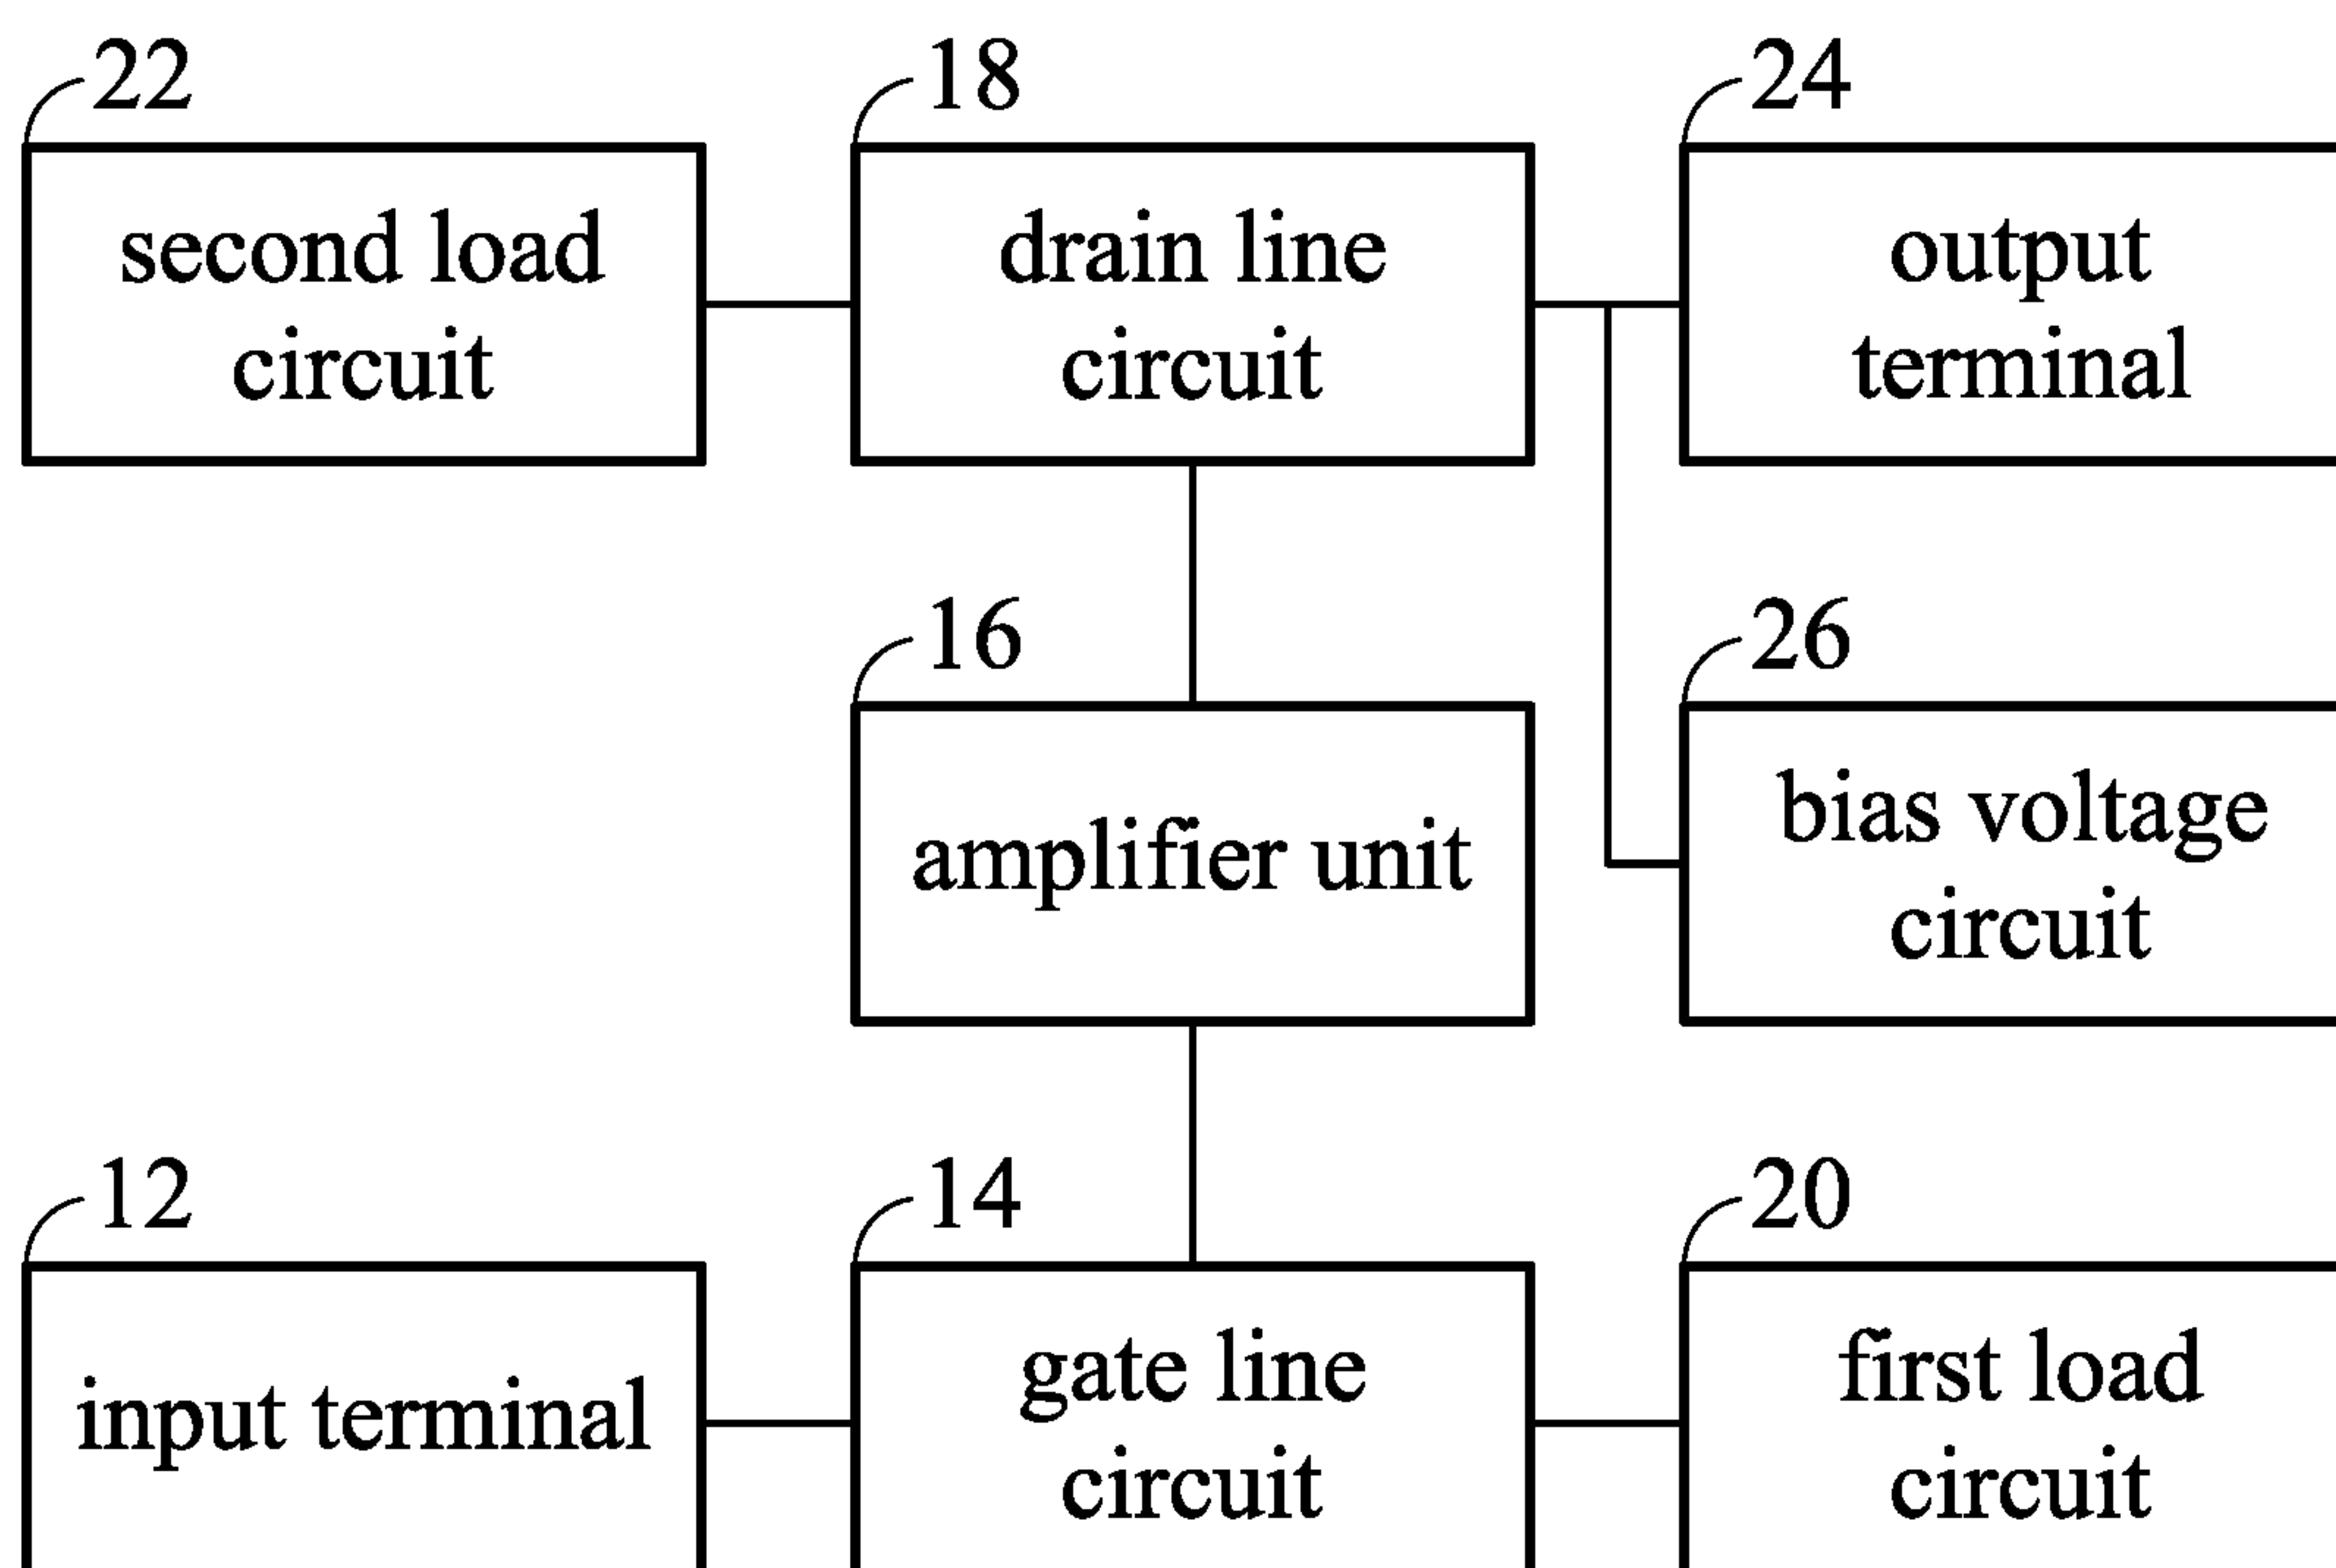 22
18
24
second load
circuit
drain line
circuit
output
terminal
16
26
amplifier unit
bias voltage
circuit
12
14
20
input terminal
gate line
circuit
first load
circuit